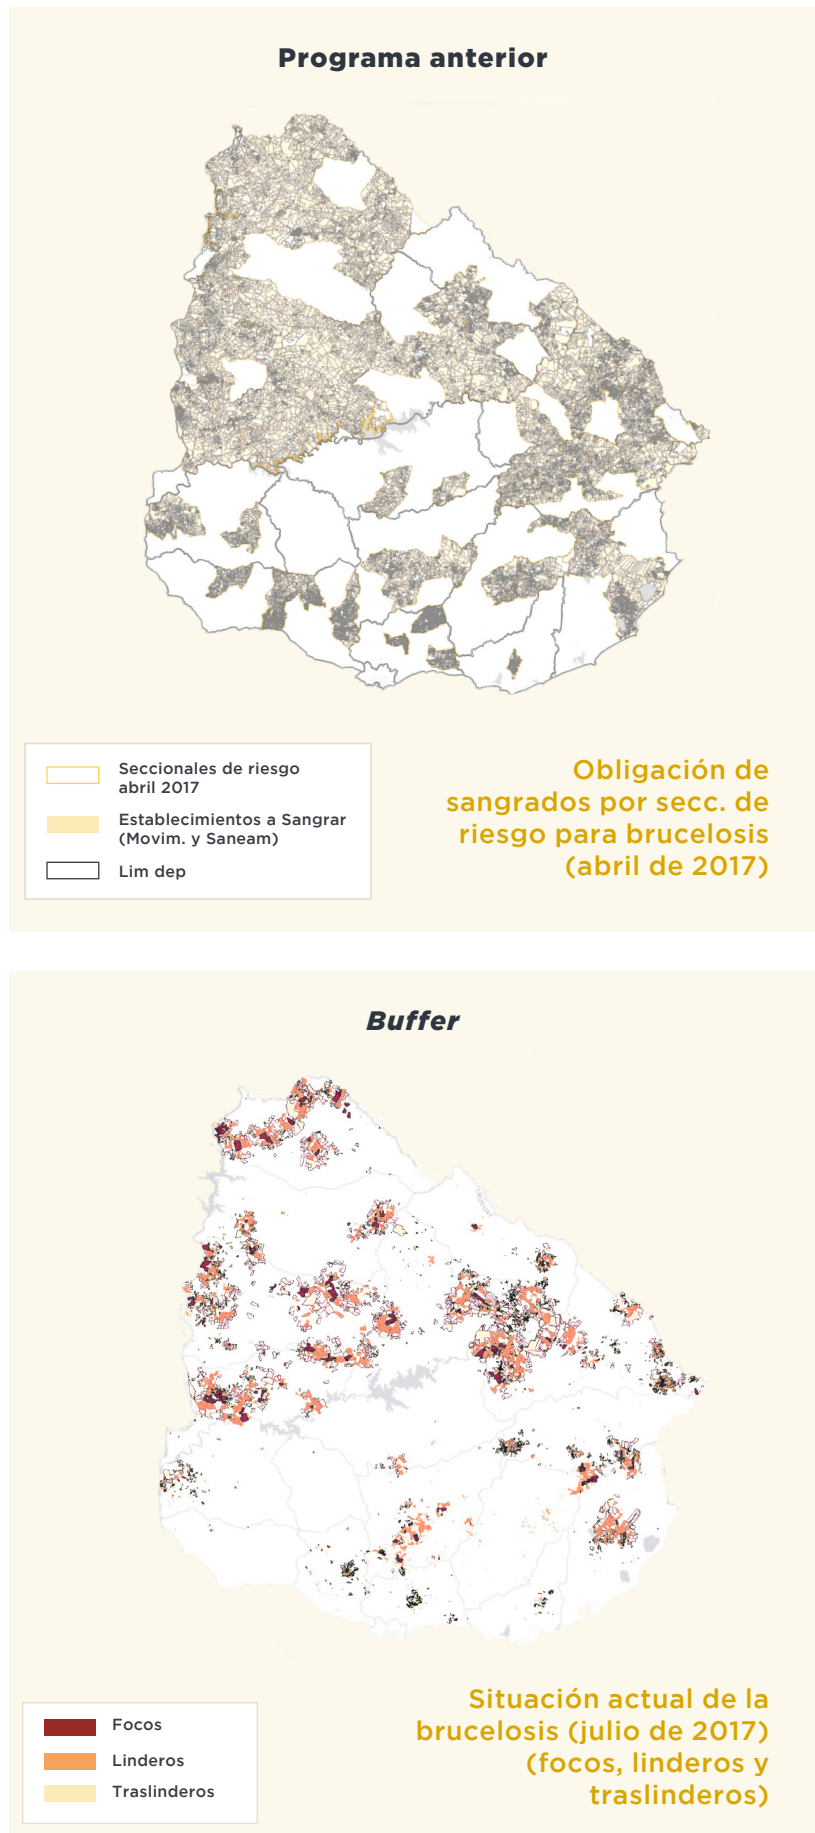 Programa anterior
Seccionales de riesgo
abril 2017
Establecimientos a Sangrar
(Movim. y Saneam)
Lim dep
Obligación de
sangrados por secc. de
riesgo para brucelosis
(abril de 2017)
Buffer
Focos
Linderos
Traslinderos
Situación actual de la
brucelosis (julio de 2017)
(focos, linderos y
traslinderos)